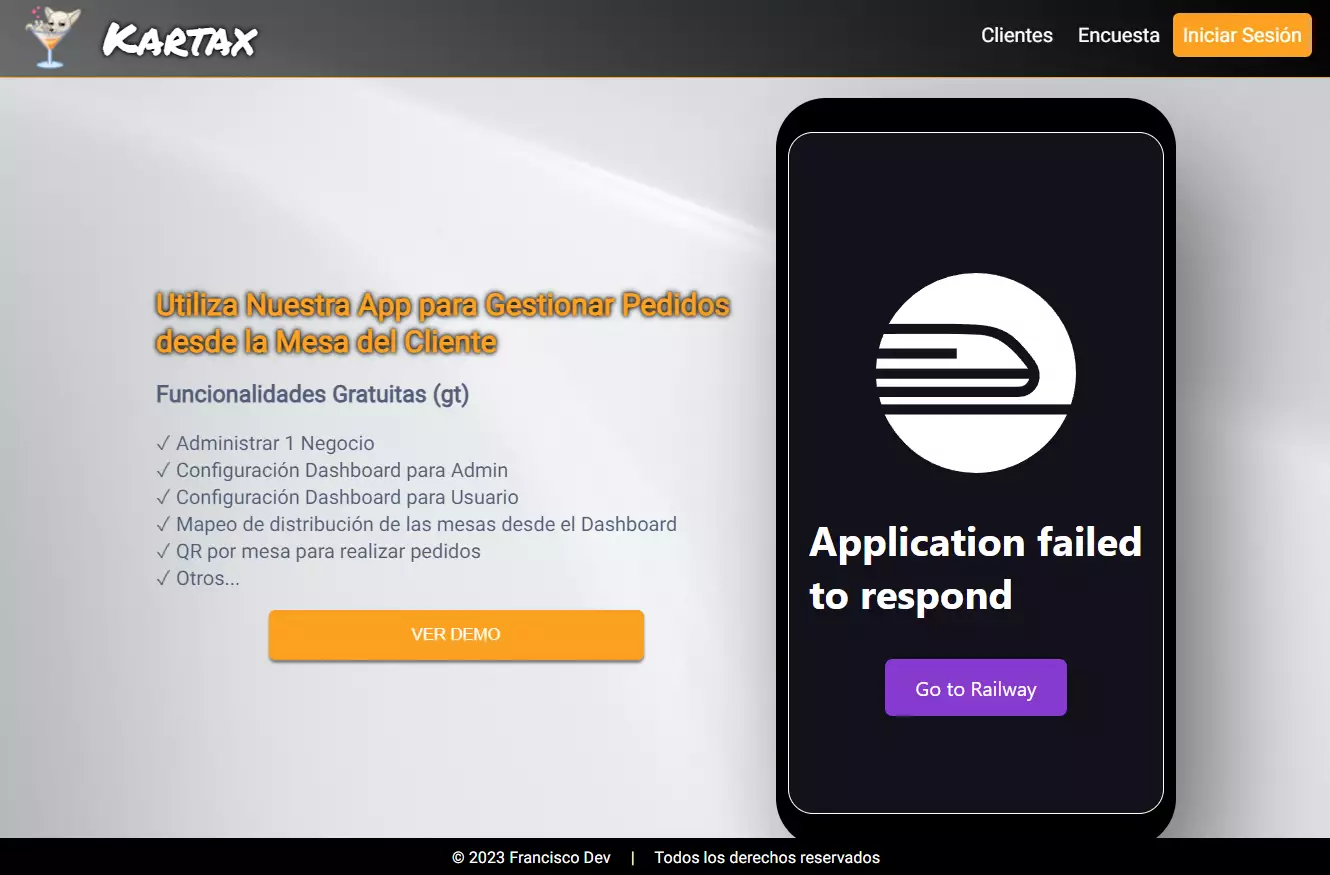 Kartax
Clientes
Encuesta
Iniciar Sesión
Utiliza Nuestra App para Gestionar Pedidos
desde la Mesa del Cliente
Funcionalidades Gratuitas (gt)
✓ Administrar 1 Negocio
✓ Configuración Dashboard para Admin
✓ Configuración Dashboard para Usuario
✓ Mapeo de distribución de las mesas desde el Dashboard
✓ QR por mesa para realizar pedidos
✓ Otros...
VER DEMO
Application failed
to respond
Go to Railway
© 2023 Francisco Dev | Todos los derechos reservados